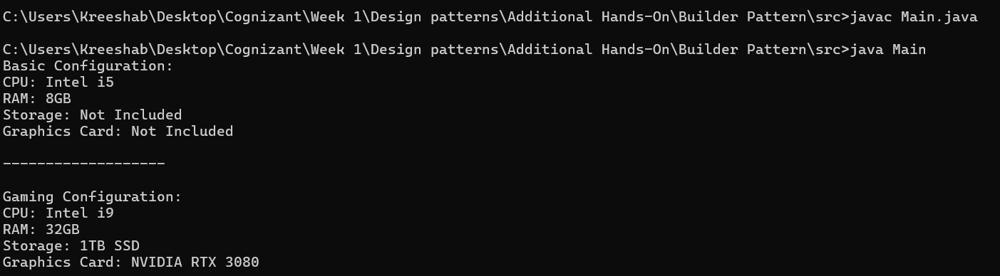 C:\Users\Kreeshab\Desktop\Cognizant\Week 1\Design patterns\Additional Hands-On\Builder Pattern\src>javac Main.java
C:\Users\Kreeshab\Desktop\Cognizant\Week 1\Design patterns\Additional Hands-On\Builder Pattern\src>java Main
Basic Configuration:
CPU: Intel i5
RAM: 8GB
Storage: Not Included
Graphics Card: Not Included
-------------------
Gaming Configuration:
CPU: Intel i9
RAM: 32GB
Storage: 1TB SSD
Graphics Card: NVIDIA RTX 3080